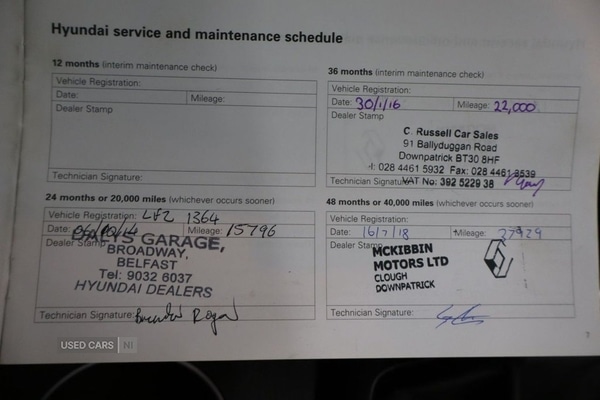 Hyundai service and maintenance schedule
12 months (interim maintenance check)
Vehicle Registration:
Date: Mileage:
Dealer Stamp
Technician Signature:
24 months or 20,000 miles (whichever occurs sooner)
Vehicle Registration: LFZ 1364
Date: Mileage: 15796
Dealer Stamp
GARAGE,
BROADWAY,
BELFAST
Tel: 9032 6037
HYUNDAI DEALERS
Technician Signature:
36 months (interim maintenance check)
Vehicle Registration:
Date: 30/1/16 Mileage: 22,000
Dealer Stamp
C. Russell Car Sales
91 Ballyduggan Road
Downpatrick BT30 8HF
028 4461 5932 Fax: 028 4461 3539
VAT No: 392 5229 38
Technician Signature
48 months or 40,000 miles (whichever occurs sooner)
Vehicle Registration:
Date: 16/7/18 Mileage:
Dealer Stamp
MCKIBBIN
MOTORS LTD
CLOUGH
DOWNPATRICK
Technician Signature:
7
USED CARS NI